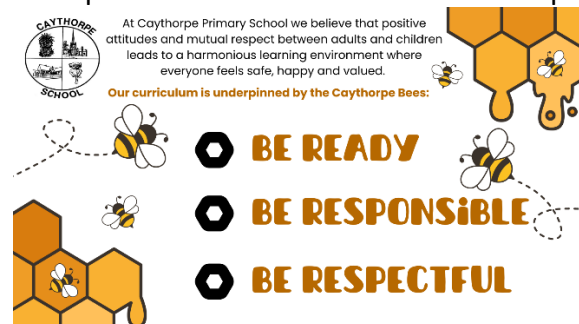 CAYTHORPE
SCHOOL
At Caythorpe Primary School we believe that positive
attitudes and mutual respect between adults and children
leads to a harmonious learning environment where
everyone feels safe, happy and valued.
Our curriculum is underpinned by the Caythorpe Bees:
BE READY
BE RESPONSiBLE
BE RESPECTFUL